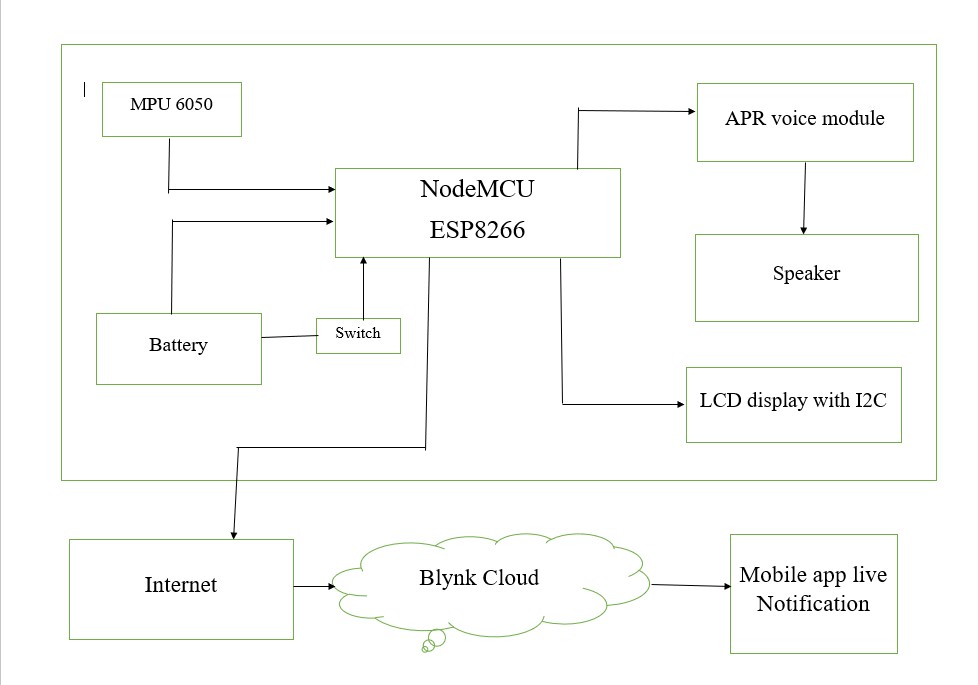 MPU 6050
APR voice module
NodeMCU
ESP8266
Speaker
Battery
Switch
LCD display with I2C
Internet
Blynk Cloud
Mobile app live
Notification